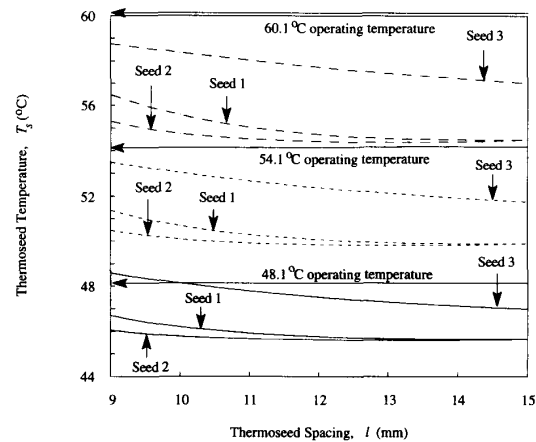 60
60.1 °C operating temperature
Seed 3
Seed 2
Seed 1
56
54.1 °C operating temperature
Seed 3
Seed 2
Seed 1
52
48.1 °C operating temperature
48
Seed 3
Seed 1
Seed 2
44
9 10 11 12 13 14 15
Thermoseed Temperature, Ts (°C)
Thermoseed Spacing, l (mm)